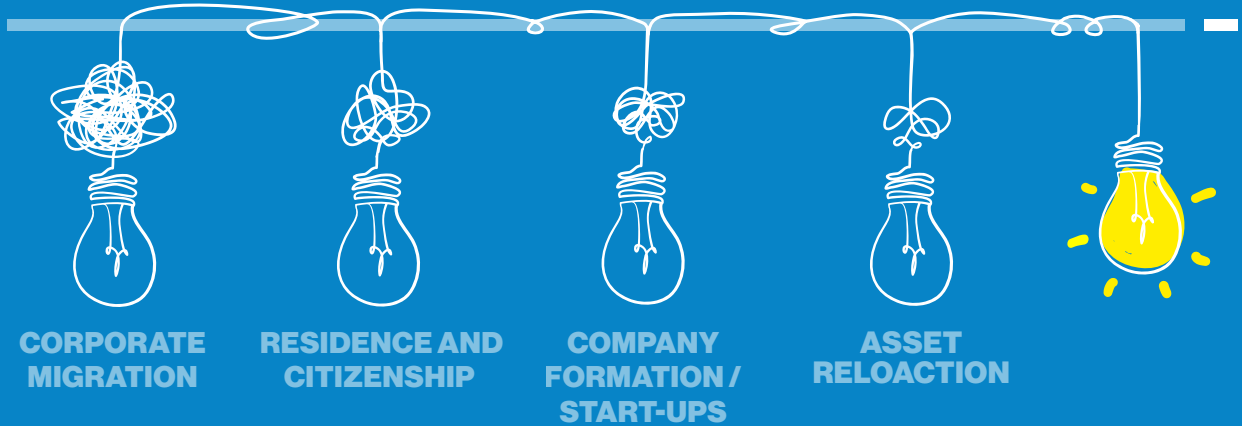 CORPORATE
MIGRATION
RESIDENCE AND
CITIZENSHIP
COMPANY
FORMATION /
START-UPS
ASSET
RELOACTION